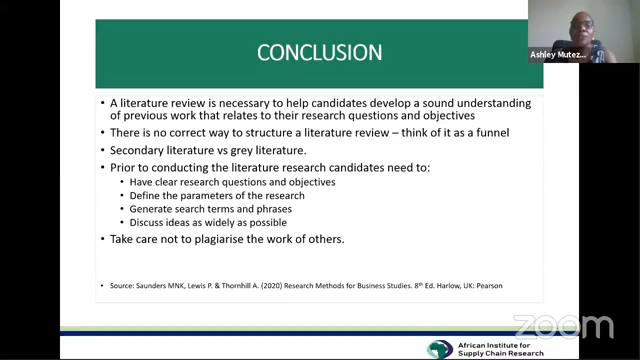 Ashley Mutez...
CONCLUSION
• A literature review is necessary to help candidates develop a sound understanding
of previous work that relates to their research questions and objectives
• There is no correct way to structure a literature review – think of it as a funnel
• Secondary literature vs grey literature.
• Prior to conducting the literature research candidates need to:
• Have clear research questions and objectives
• Define the parameters of the research
• Generate search terms and phrases
• Discuss ideas as widely as possible
• Take care not to plagiarise the work of others.
• Source: Saunders MNK, Lewis P. & Thornhill A. (2020) Research Methods for Business Studies. 8th Ed. Harlow, UK: Pearson
zoom
African Institute for
Supply Chain Research